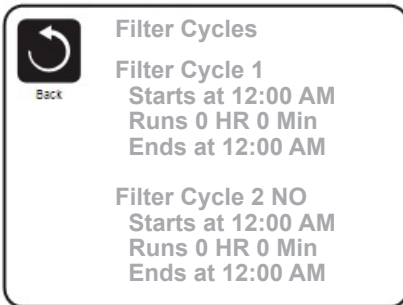 Filter Cycles
Back
Filter Cycle 1
Starts at 12:00 AM
Runs 0 HR 0 Min
Ends at 12:00 AM
Filter Cycle 2 NO
Starts at 12:00 AM
Runs 0 HR 0 Min
Ends at 12:00 AM